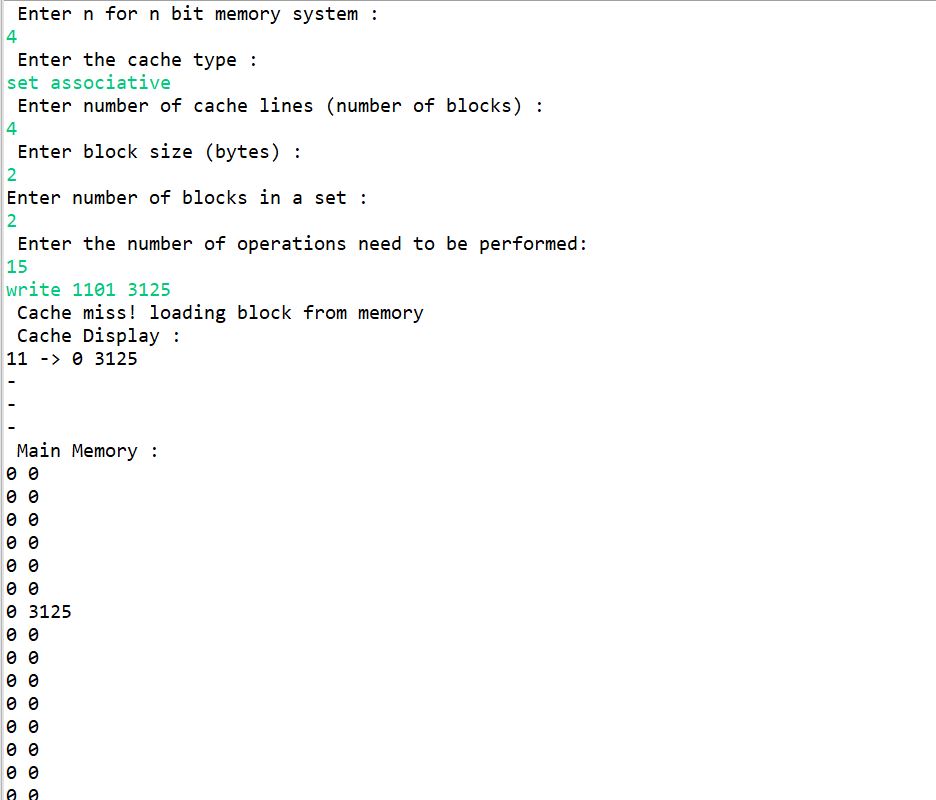 Enter n for n bit memory system :
4
Enter the cache type :
set associative
Enter number of cache lines (number of blocks) :
4
Enter block size (bytes) :
2
Enter number of blocks in a set :
2
Enter the number of operations need to be performed:
15
write 1101 3125
Cache miss! loading block from memory
Cache Display :
11 -> 0 3125
-
-
-
Main Memory :
0 0
0 0
0 0
0 0
0 0
0 0
0 3125
0 0
0 0
0 0
0 0
0 0
0 0
0 0
0 0